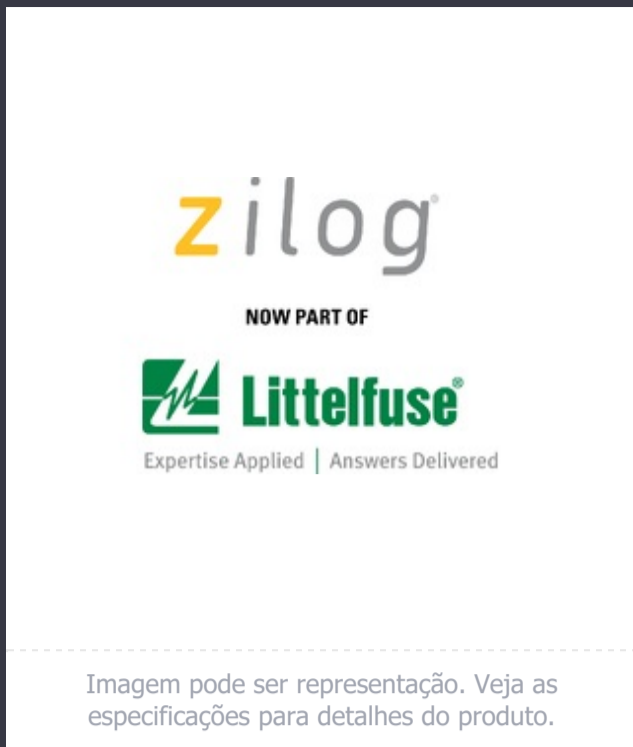 zilog®
NOW PART OF
Littelfuse®
Expertise Applied | Answers Delivered
Imagem pode ser representação. Veja as
especificações para detalhes do produto.